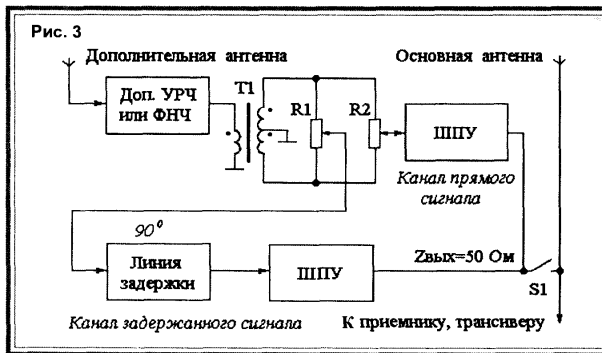 Рис. 3
Дополнительная антенна
Основная антенна
Доп. УРЧ
или ФНЧ
T1
R1
R2
ШПУ
Канал прямого
сигнала
90⁰
Линия
задержки
ШПУ
Zвых=50 Ом
S1
Канал задержанного сигнала
К приемнику, трансиверу